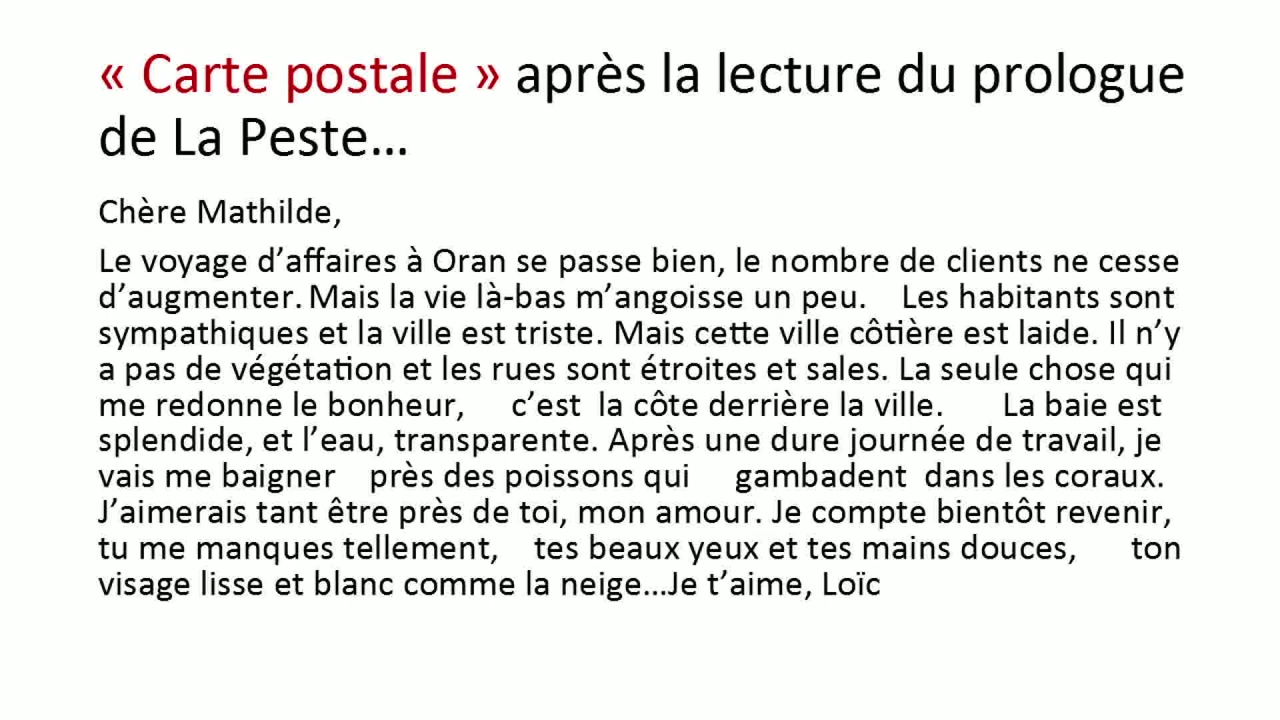 « Carte postale » après la lecture du prologue
de La Peste…
Chère Mathilde,
Le voyage d’affaires à Oran se passe bien, le nombre de clients ne cesse
d’augmenter. Mais la vie là-bas m’angoisse un peu. Les habitants sont
sympathiques et la ville est triste. Mais cette ville côtière est laide. Il n’y
a pas de végétation et les rues sont étroites et sales. La seule chose qui
me redonne le bonheur, c’est la côte derrière la ville. La baie est
splendide, et l’eau, transparente. Après une dure journée de travail, je
vais me baigner près des poissons qui gambadent dans les coraux.
J’aimerais tant être près de toi, mon amour. Je compte bientôt revenir,
tu me manques tellement, tes beaux yeux et tes mains douces, ton
visage lisse et blanc comme la neige…Je t’aime, Loïc